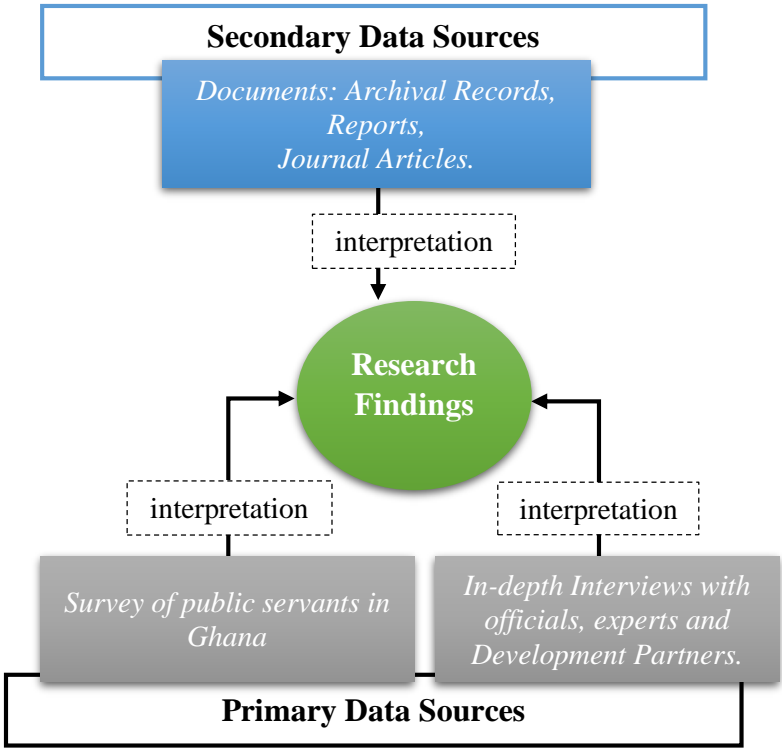 Secondary Data Sources
Documents: Archival Records,
Reports,
Journal Articles.
interpretation
Research
Findings
interpretation
interpretation
Survey of public servants in
Ghana
In-depth Interviews with
officials, experts and
Development Partners.
Primary Data Sources